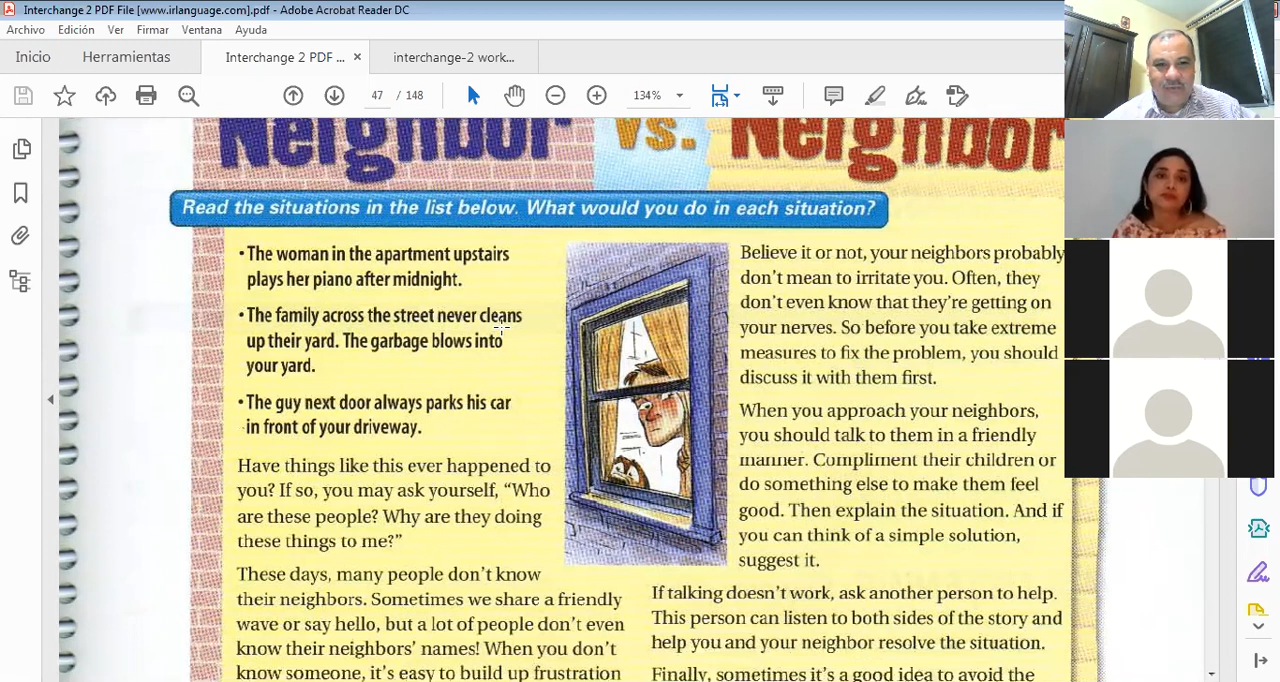 Interchange 2 PDF File [www.irlanguage.com].pdf - Adobe Acrobat Reader DC
Archivo Edición Ver Firmar Ventana Ayuda
Inicio Herramientas Interchange 2 PDF ... × interchange-2 work...
47 / 148 134%
Neighbor vs. Neighbor
Read the situations in the list below. What would you do in each situation?
• The woman in the apartment upstairs
plays her piano after midnight.
• The family across the street never cleans
up their yard. The garbage blows into
your yard.
• The guy next door always parks his car
in front of your driveway.
Have things like this ever happened to
you? If so, you may ask yourself, “Who
are these people? Why are they doing
these things to me?”
These days, many people don’t know
their neighbors. Sometimes we share a friendly
wave or say hello, but a lot of people don’t even
know their neighbors’ names! When you don’t
know someone, it’s easy to build up frustration
Believe it or not, your neighbors probably
don’t mean to irritate you. Often, they
don’t even know that they’re getting on
your nerves. So before you take extreme
measures to fix the problem, you should
discuss it with them first.
When you approach your neighbors,
you should talk to them in a friendly
manner. Compliment their children or
do something else to make them feel
good. Then explain the situation. And if
you can think of a simple solution,
suggest it.
If talking doesn’t work, ask another person to help.
This person can listen to both sides of the story and
help you and your neighbor resolve the situation.
Finally, sometimes it’s a good idea to avoid the